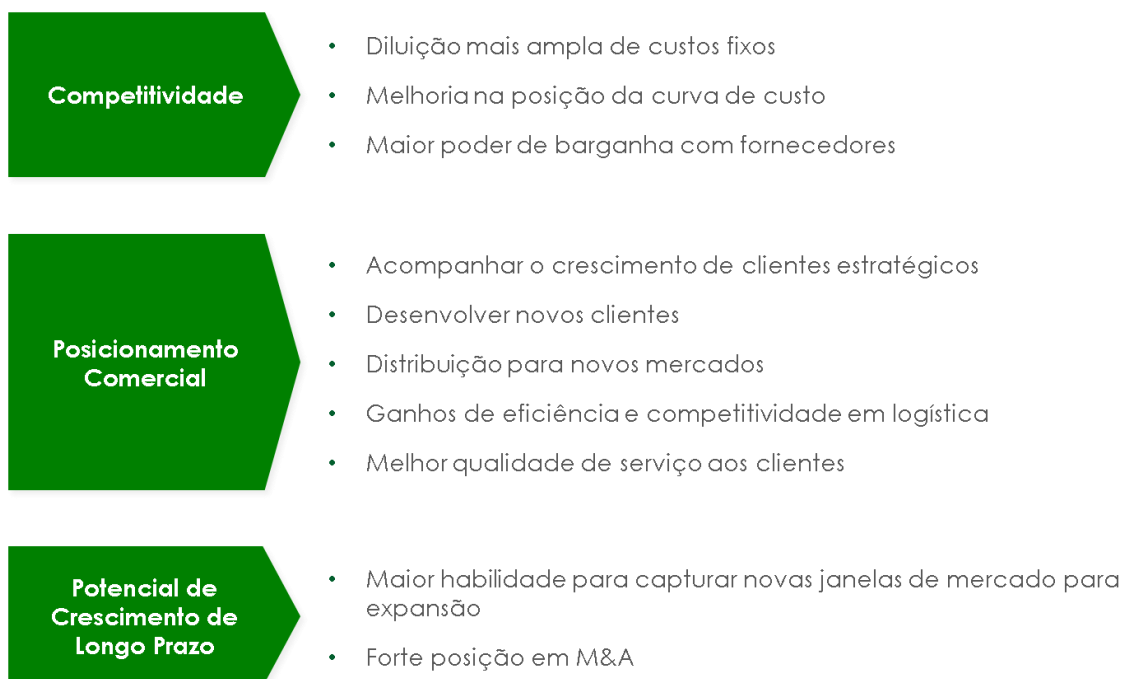 Competitividade
• Diluição mais ampla de custos fixos
• Melhoria na posição da curva de custo
• Maior poder de barganha com fornecedores
Posicionamento
Comercial
• Acompanhar o crescimento de clientes estratégicos
• Desenvolver novos clientes
• Distribuição para novos mercados
• Ganhos de eficiência e competitividade em logística
• Melhor qualidade de serviço aos clientes
Potencial de
Crescimento de
Longo Prazo
• Maior habilidade para capturar novas janelas de mercado para
expansão
• Forte posição em M&A